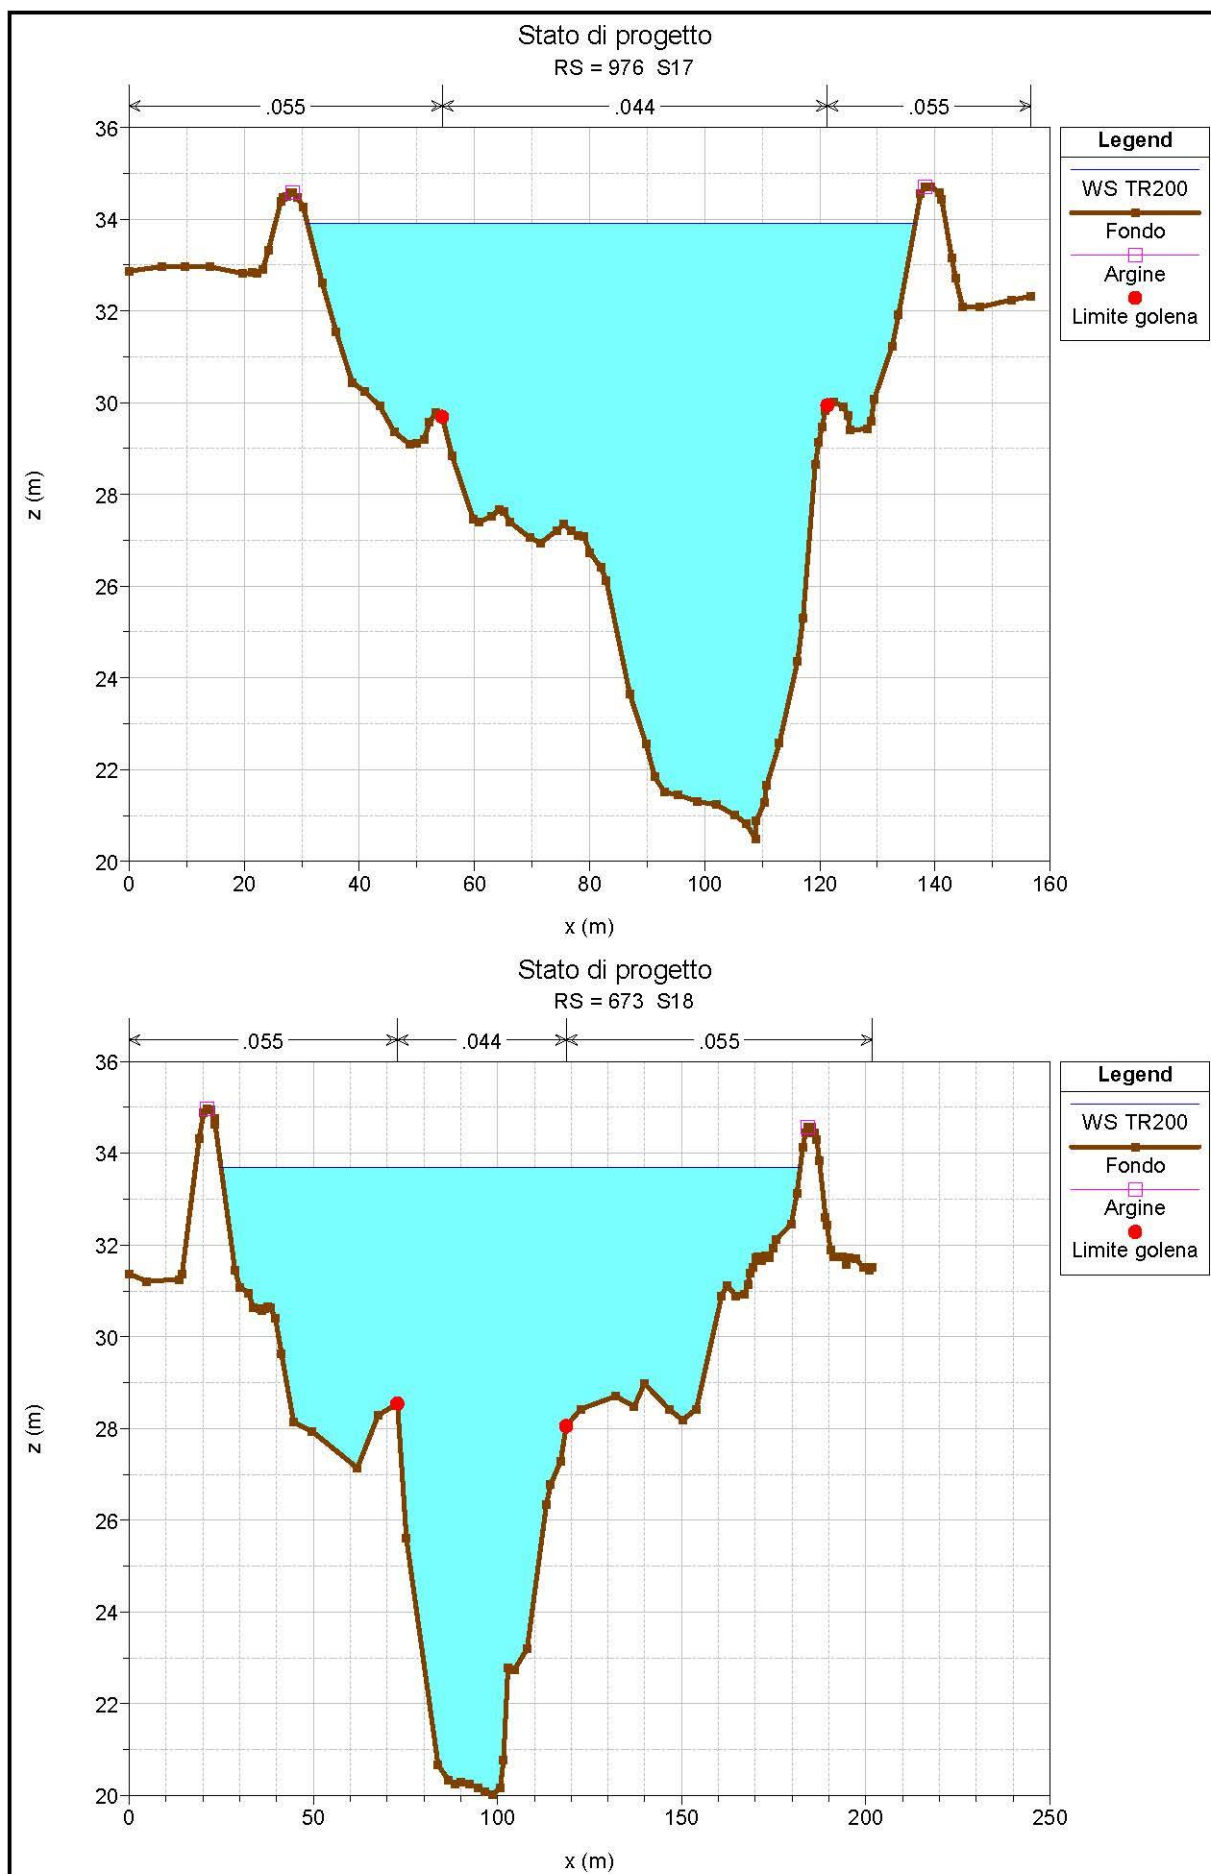 Stato di progetto
RS = 976 S17
.055 .044 .055
36
34
32
30
28
26
24
22
20
z (m)
0 20 40 60 80 100 120 140 160
x (m)
Legend
WS TR200
Fondo
Argine
Limite golena
Stato di progetto
RS = 673 S18
.055 .044 .055
36
34
32
30
28
26
24
22
20
z (m)
0 50 100 150 200 250
x (m)
Legend
WS TR200
Fondo
Argine
Limite golena